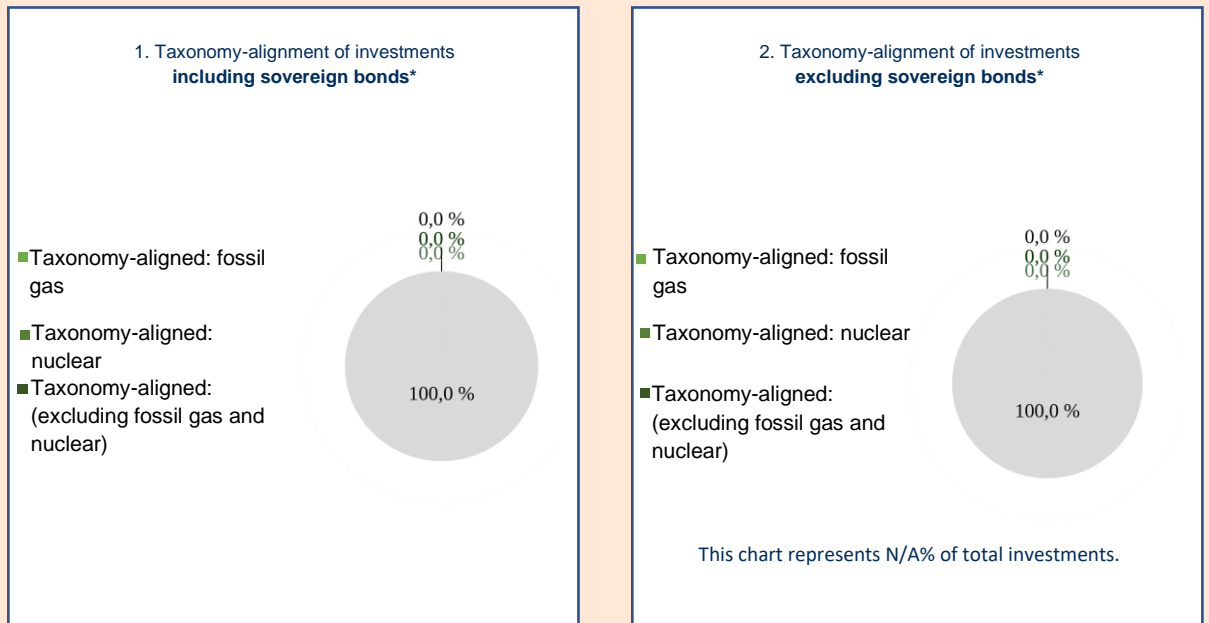 1. Taxonomy-alignment of investments
including sovereign bonds*
0,0 %
0,0 %
0,0 %
Taxonomy-aligned: fossil
gas
Taxonomy-aligned:
nuclear
Taxonomy-aligned:
(excluding fossil gas and
nuclear)
100,0 %
2. Taxonomy-alignment of investments
excluding sovereign bonds*
0,0 %
0,0 %
0,0 %
Taxonomy-aligned: fossil
gas
Taxonomy-aligned: nuclear
Taxonomy-aligned:
(excluding fossil gas and
nuclear)
100,0 %
This chart represents N/A% of total investments.